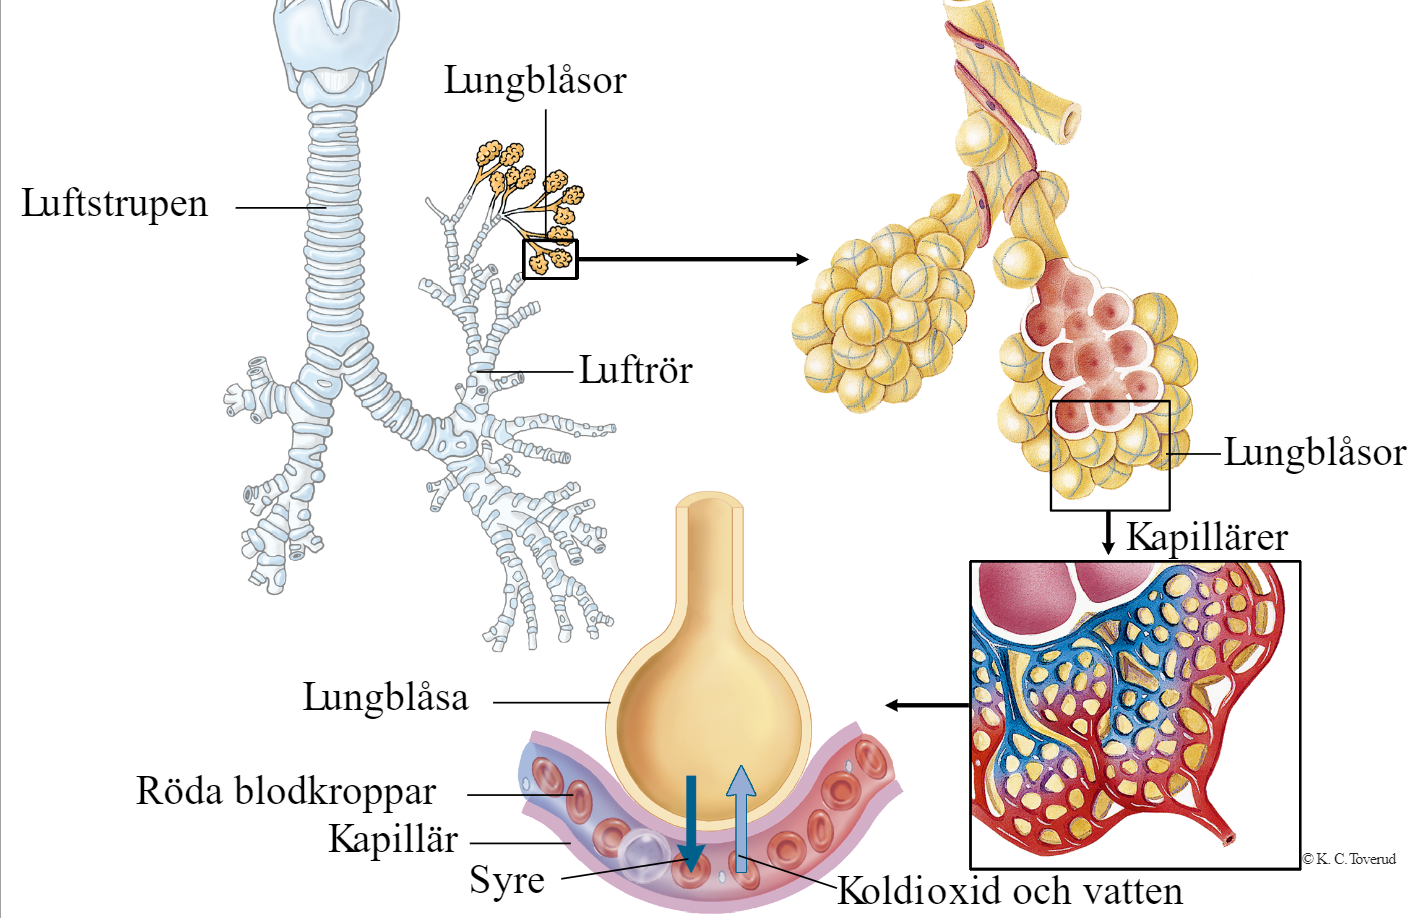 Lungblåsor
Luftstrupen
Luftrör
Lungblåsor
Kapillärer
Lungblåsa
Röda blodkroppar
Kapillär
Syre
Koldioxid och vatten
© K. C. Toverud